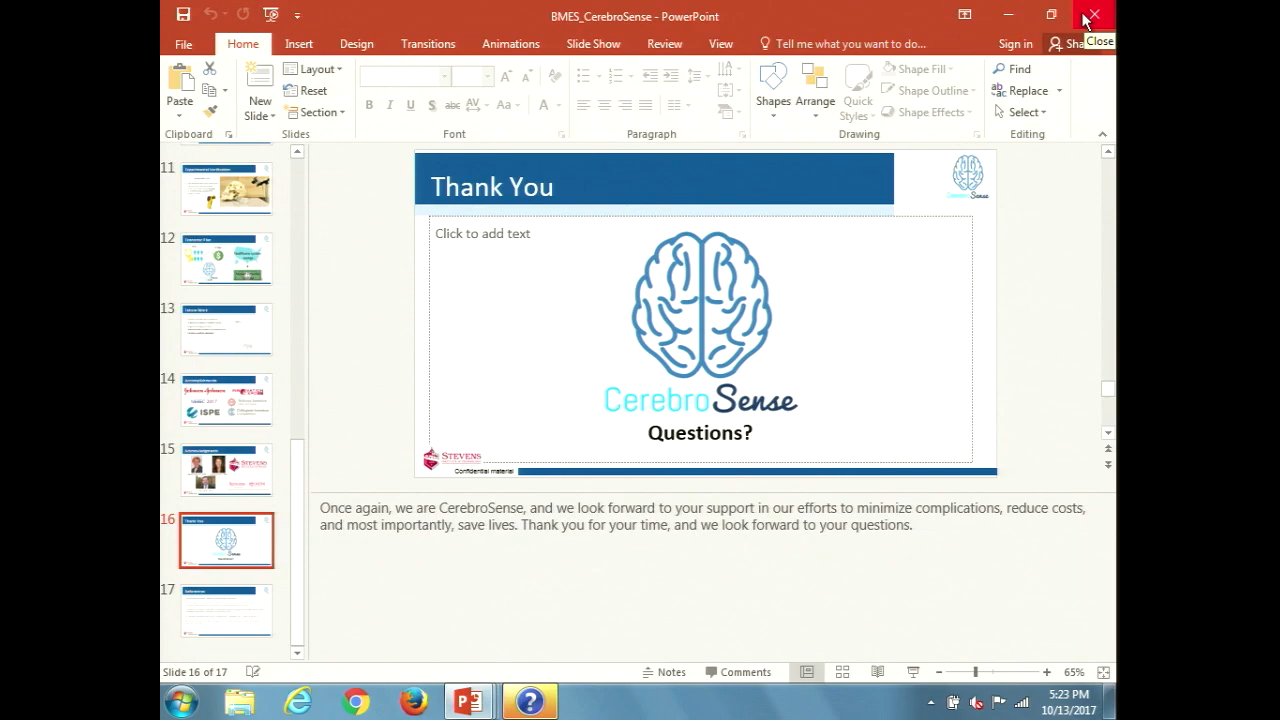 BMES_CerebroSense - PowerPoint
File Home Insert Design Transitions Animations Slide Show Review View Tell me what you want to do... Sign in Sha
Close
Paste
New
Slide
Layout
Reset
Section
Shapes
Arrange
Quick
Styles
Shape Fill
Shape Outline
Shape Effects
Find
Replace
Select
Clipboard Slides Font Paragraph Drawing Editing
11
12
13
14
ISPE
15
STEVENS
16
17
Thank You
CerebroSense
Click to add text
CerebroSense
Questions?
STEVENS
Confidential material
Once again, we are CerebroSense, and we look forward to your support in our efforts to minimize complications, reduce costs,
and most importantly, save lives. Thank you for your time, and we look forward to your questions.
Slide 16 of 17 Notes Comments 65%
5:23 PM
10/13/2017